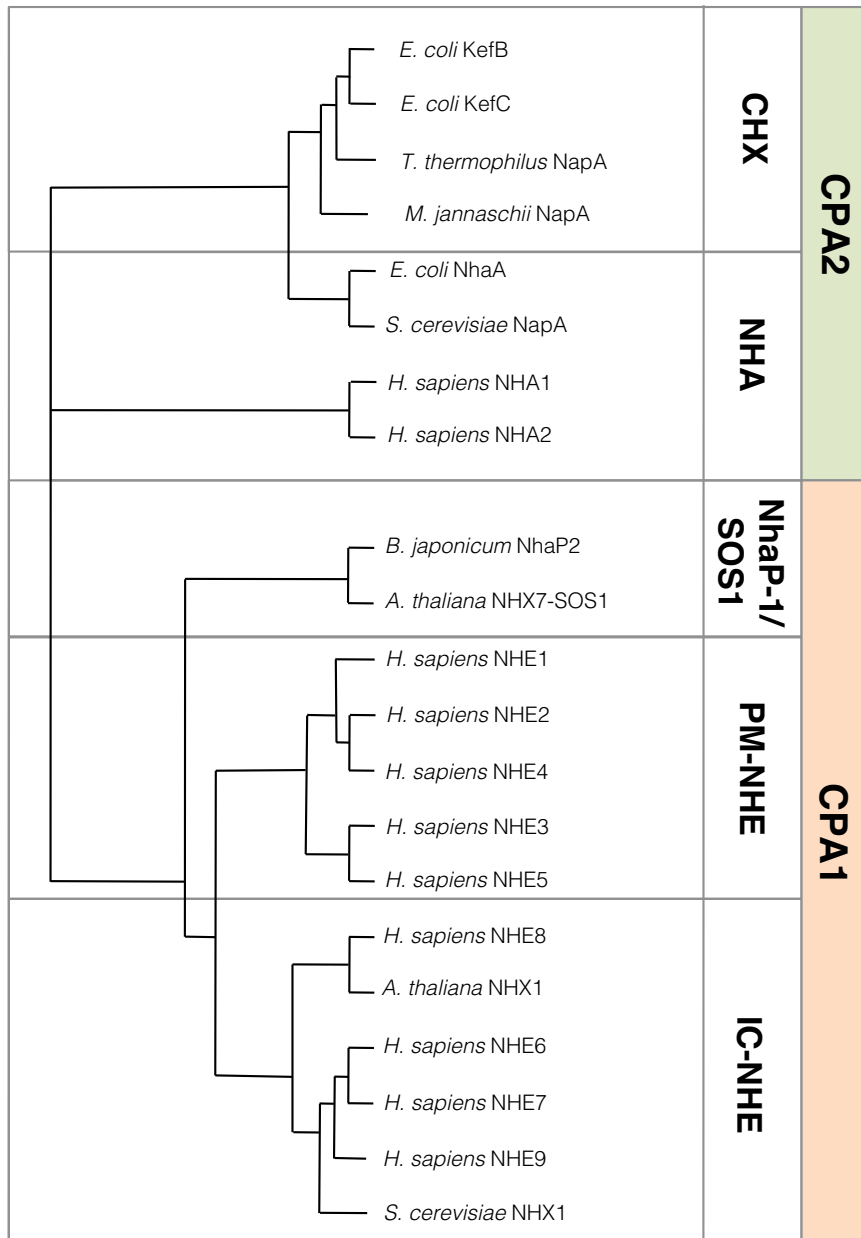 E. coli KefB
E. coli KefC
T. thermophilus NapA
M. jannaschii NapA
CHX
CPA2
E. coli NhaA
S. cerevisiae NapA
H. sapiens NHA1
H. sapiens NHA2
NHA
B. japonicum NhaP2
A. thaliana NHX7-SOS1
NhaP-1/
SOS1
CPA1
H. sapiens NHE1
H. sapiens NHE2
H. sapiens NHE4
H. sapiens NHE3
H. sapiens NHE5
PM-NHE
H. sapiens NHE8
A. thaliana NHX1
H. sapiens NHE6
H. sapiens NHE7
H. sapiens NHE9
S. cerevisiae NHX1
IC-NHE